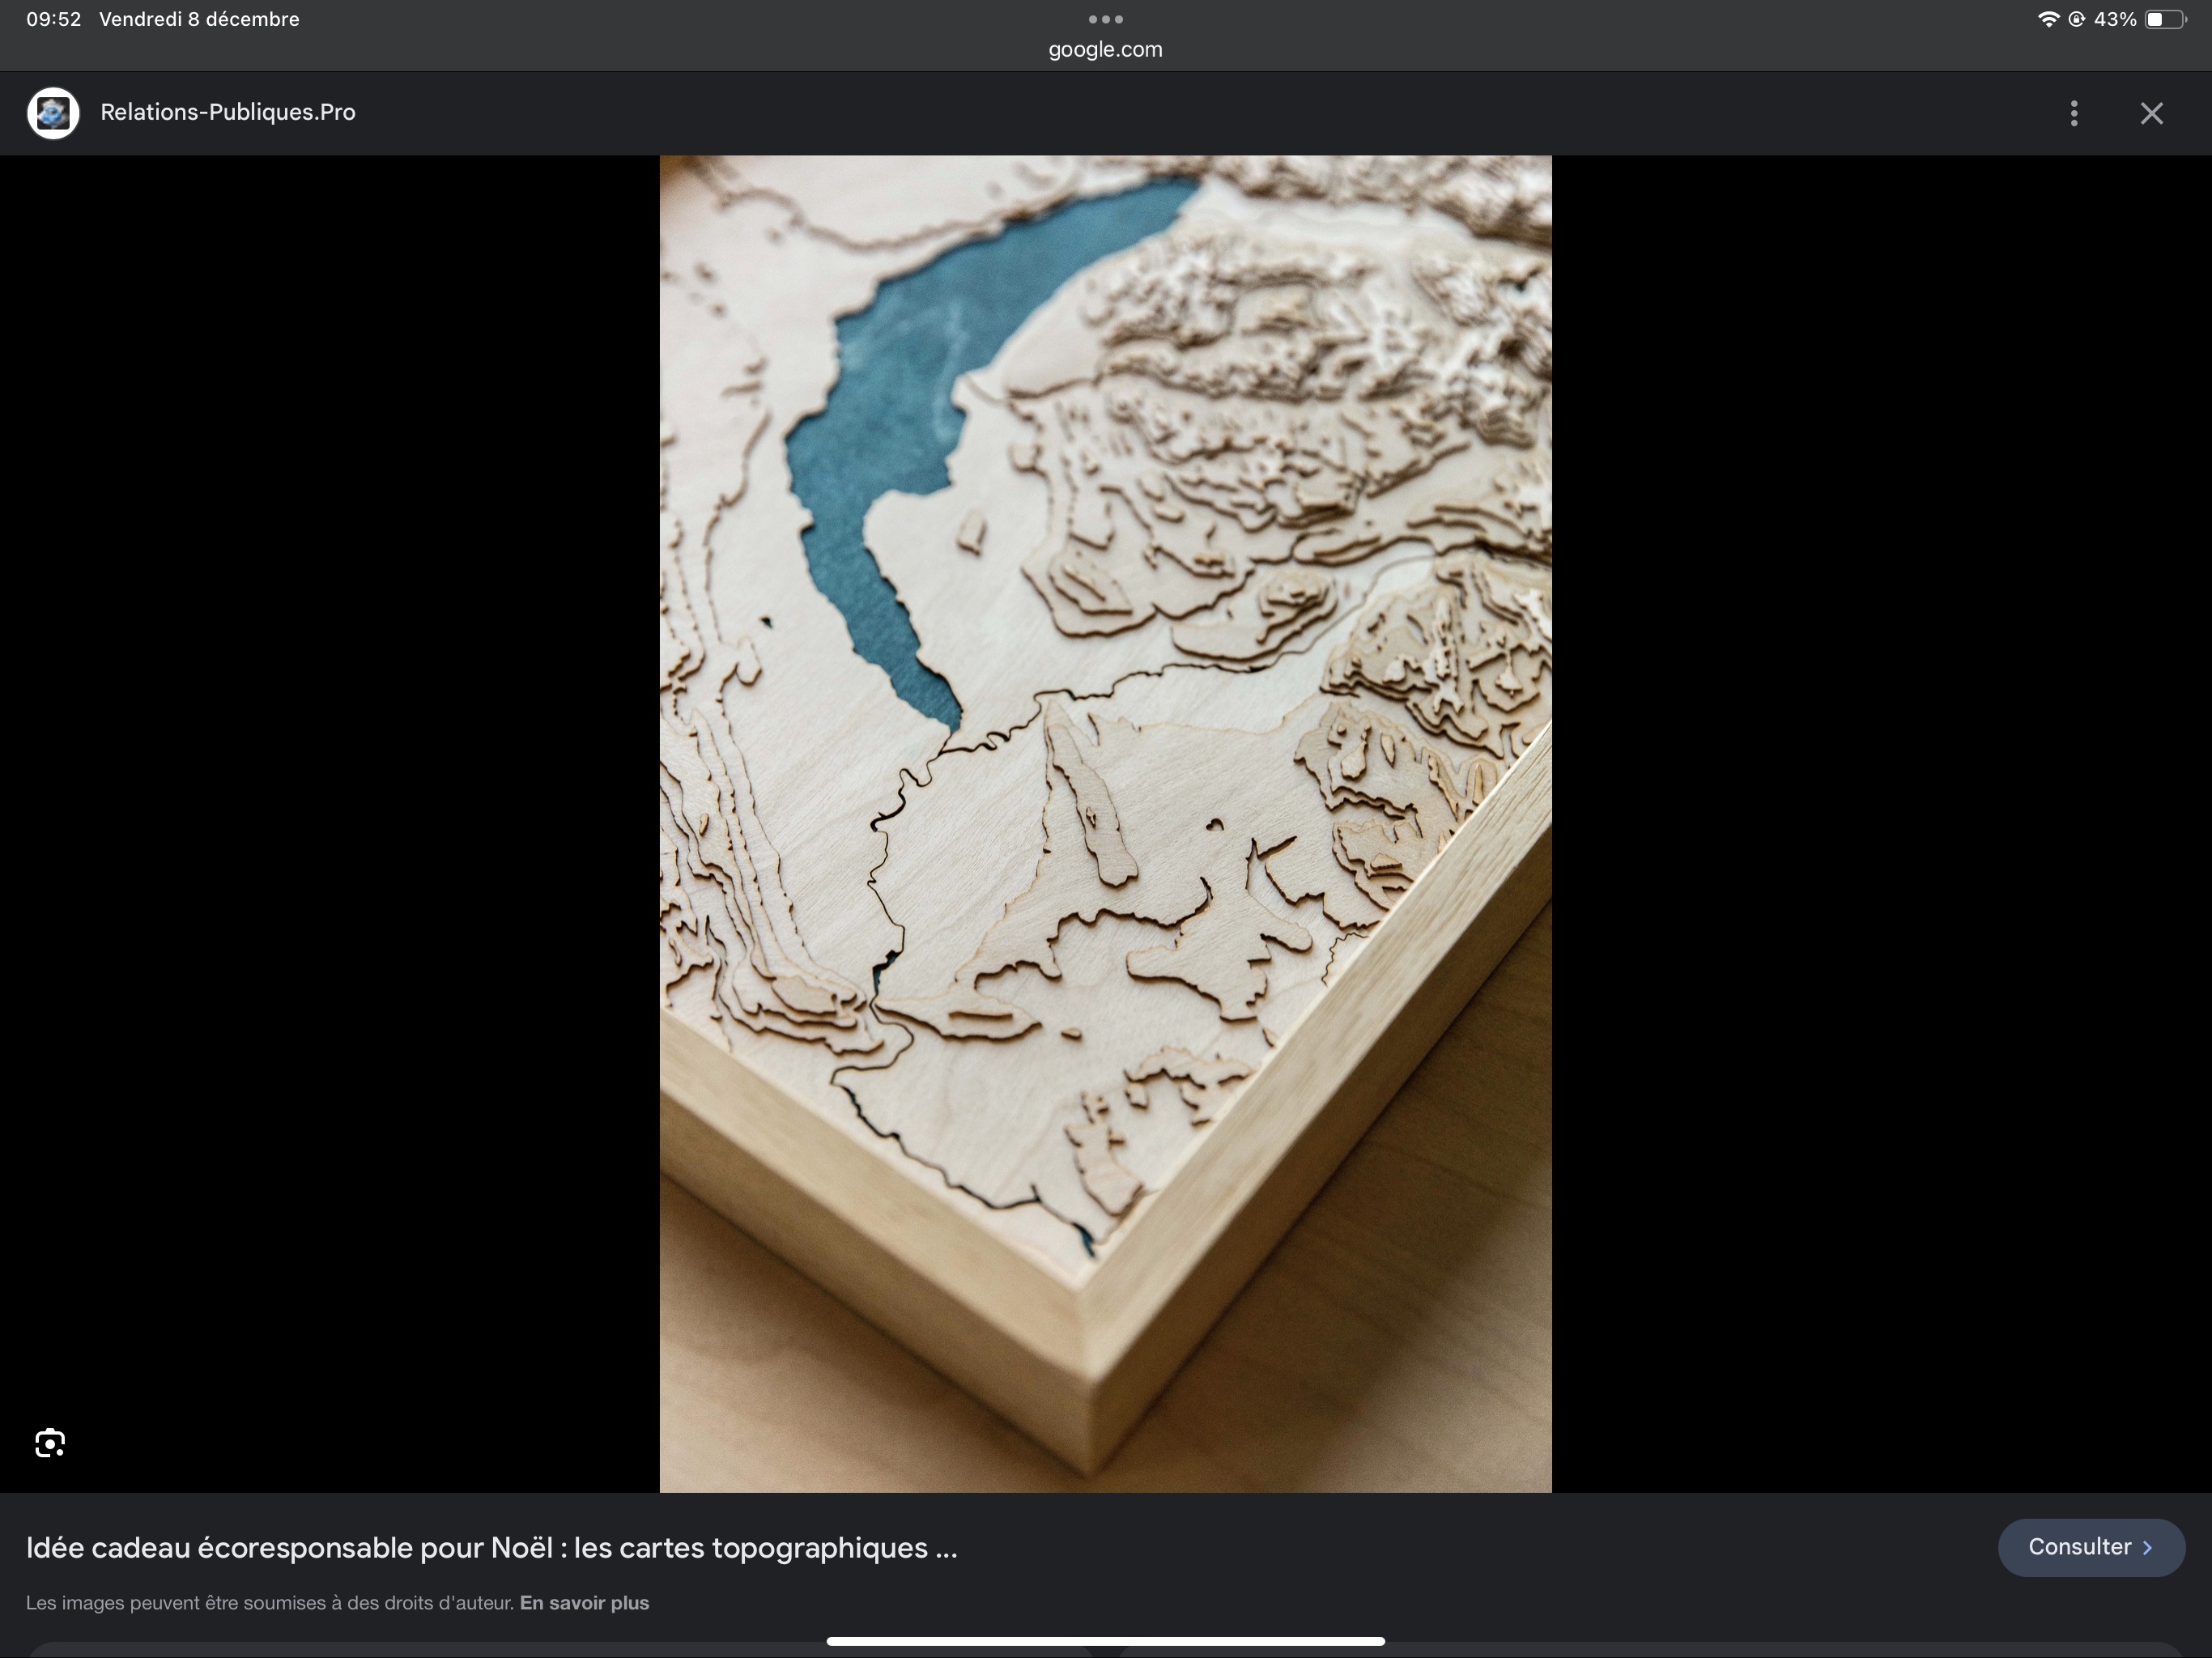 09:52 Vendredi 8 décembre
43%
google.com
Relations-Publiques.Pro
Idée cadeau écoresponsable pour Noël : les cartes topographiques ...
Consulter
Les images peuvent être soumises à des droits d'auteur. En savoir plus